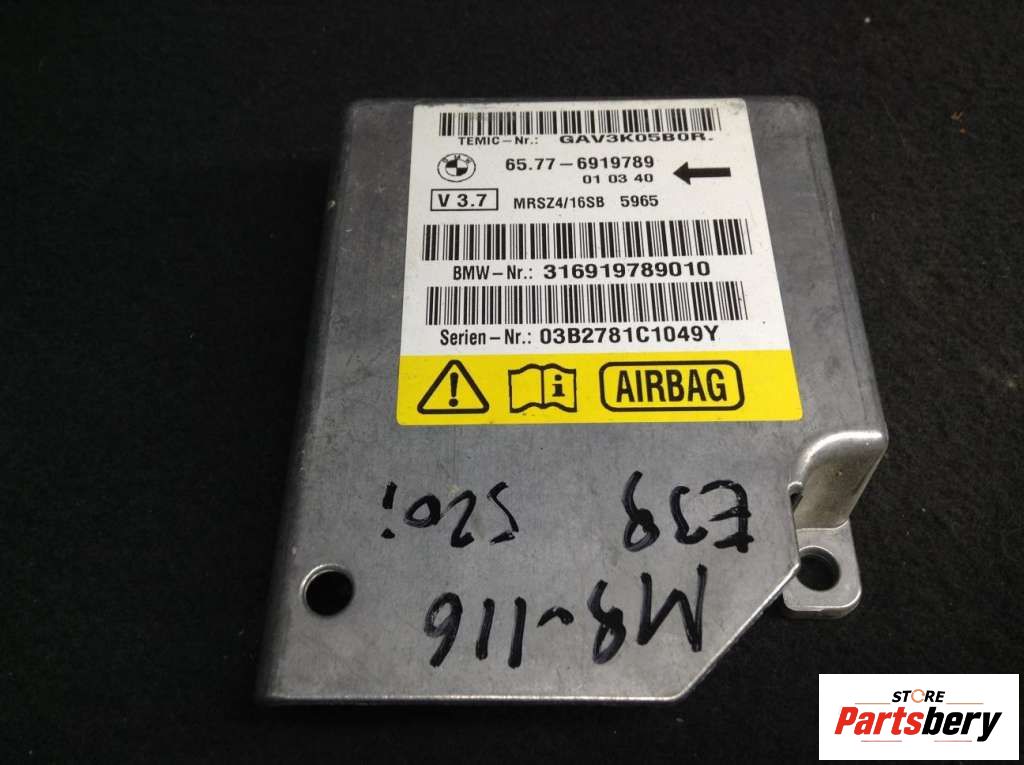 TEMIC-Nr.: GAV3K05B0R.
BMW
65.77-6919789
01 03 40
V 3.7 MRSZ4/16SB 5965
BMW-Nr.: 316919789010
Serien-Nr.: 03B2781C1049Y
AIRBAG
E39 520i
M8-116
STORE
Partsbery